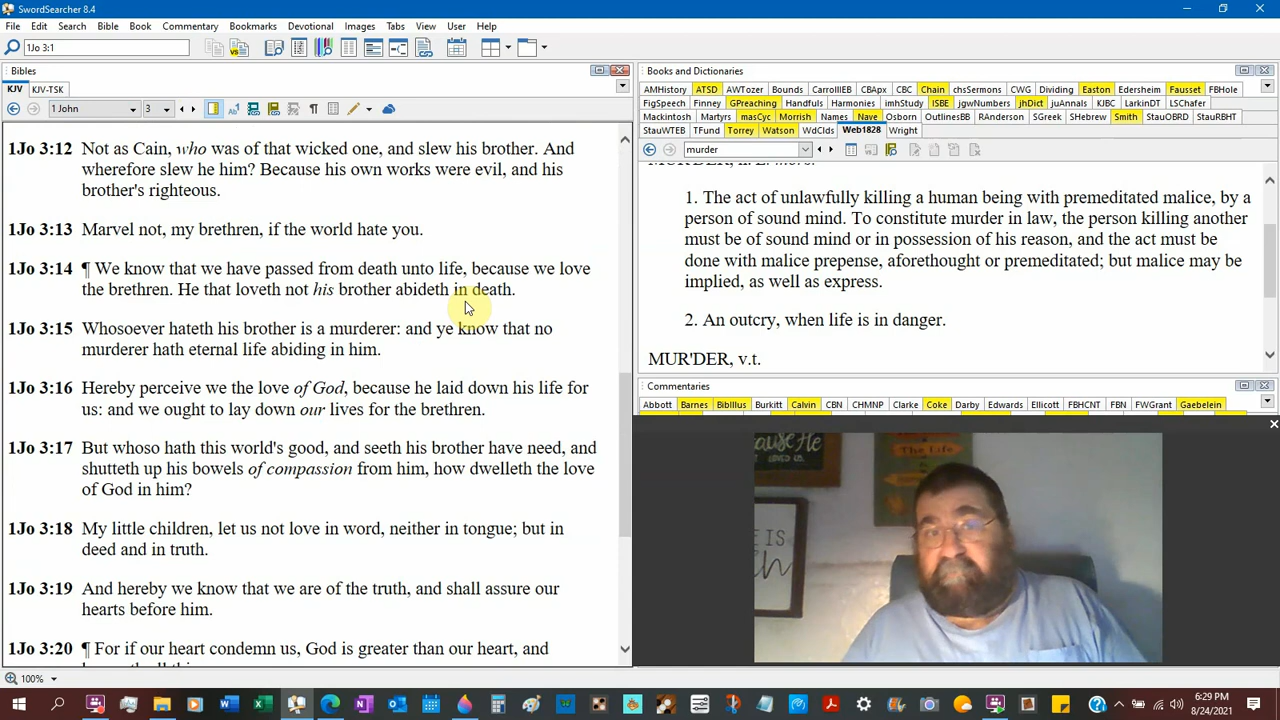 SwordSearcher 8.4
File Edit Search Bible Book Commentary Bookmarks Devotional Images Tabs View User Help
1Jo 3:1
Bibles
KJV KJV-TSK
1 John 3
1Jo 3:12 Not as Cain, who was of that wicked one, and slew his brother. And
wherefore slew he him? Because his own works were evil, and his
brother's righteous.
1Jo 3:13 Marvel not, my brethren, if the world hate you.
1Jo 3:14 ¶ We know that we have passed from death unto life, because we love
the brethren. He that loveth not his brother abideth in death.
1Jo 3:15 Whosoever hateth his brother is a murderer: and ye know that no
murderer hath eternal life abiding in him.
1Jo 3:16 Hereby perceive we the love of God, because he laid down his life for
us: and we ought to lay down our lives for the brethren.
1Jo 3:17 But whoso hath this world's good, and seeth his brother have need, and
shutteth up his bowels of compassion from him, how dwelleth the love
of God in him?
1Jo 3:18 My little children, let us not love in word, neither in tongue; but in
deed and in truth.
1Jo 3:19 And hereby we know that we are of the truth, and shall assure our
hearts before him.
1Jo 3:20 ¶ For if our heart condemn us, God is greater than our heart, and
100%
Books and Dictionaries
AMHistory ATSD AWTozer Bounds CarrollEIB CBApx CBC Chain chsSermons CWG Dividing Easton Edersheim Fausset FBHole
FigSpeech Finney GPreaching Handfuls Harmonies imhStudy ISBE jgwNumbers jhDict juAnnals KJBC LarkinDT LSChafer
Mackintosh Martyrs masCyc Morrish Names Nave Osborn OutlinesBB RAnderson SGreek SHebrew Smith StauOBRD StauRBHT
StauWTEB TFund Torrey Watson WdClds Web1828 Wright
murder
1. The act of unlawfully killing a human being with premeditated malice, by a
person of sound mind. To constitute murder in law, the person killing another
must be of sound mind or in possession of his reason, and the act must be
done with malice prepense, aforethought or premeditated; but malice may be
implied, as well as express.
2. An outcry, when life is in danger.
MUR'DER, v.t.
Commentaries
Abbott Barnes BibIllus Burkitt Calvin CBN CHMNP Clarke Coke Darby Edwards Ellicott FBHCNT FBN FWGrant Gaebelein
cause He
LOVED US.
The Life
E IS
6:29 PM
8/24/2021